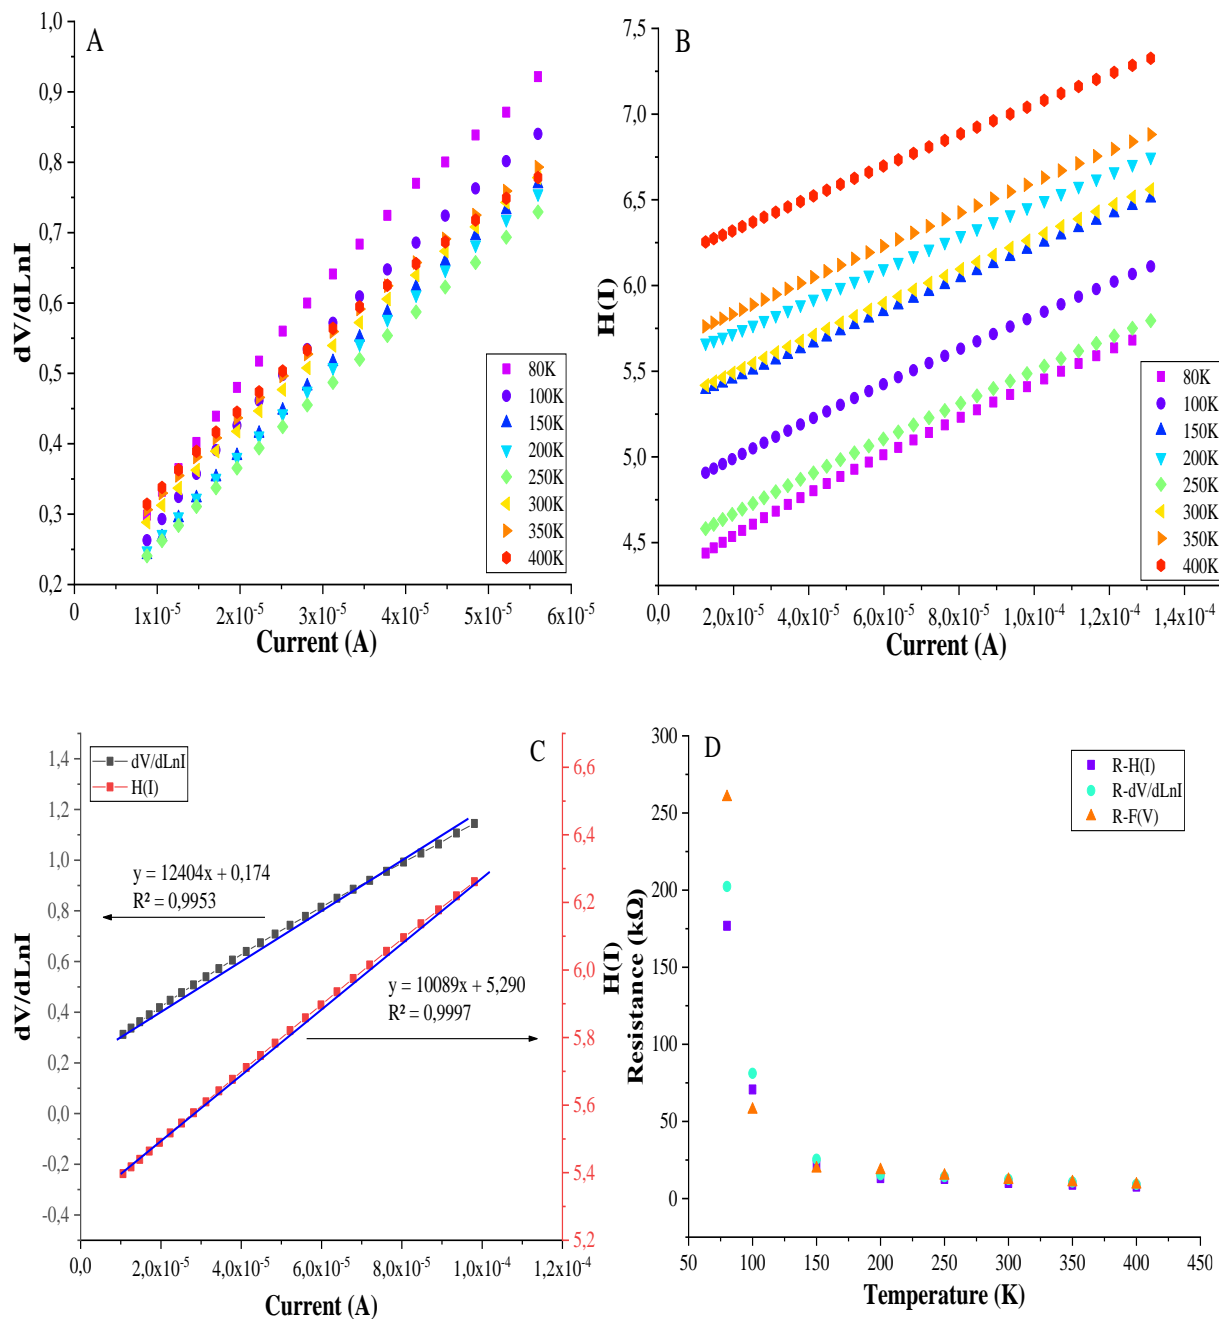 A
1,0
0,9
0,8
0,7
0,6
0,5
0,4
0,3
0,2
dV/dLnI
0
1x10⁻⁵
2x10⁻⁵
3x10⁻⁵
4x10⁻⁵
5x10⁻⁵
6x10⁻⁵
Current (A)
80K
100K
150K
200K
250K
300K
350K
400K
B
7,5
7,0
6,5
6,0
5,5
5,0
4,5
H(I)
0,0
2,0x10⁻⁵
4,0x10⁻⁵
6,0x10⁻⁵
8,0x10⁻⁵
1,0x10⁻⁴
1,2x10⁻⁴
1,4x10⁻⁴
Current (A)
80K
100K
150K
200K
250K
300K
350K
400K
C
dV/dLnI
H(I)
1,4
1,2
1,0
0,8
0,6
0,4
0,2
0,0
-0,2
-0,4
dV/dLnI
y = 12404x + 0,174
R² = 0,9953
y = 10089x + 5,290
R² = 0,9997
6,6
6,4
6,2
6,0
5,8
5,6
5,4
5,2
H(I)
0,0
2,0x10⁻⁵
4,0x10⁻⁵
6,0x10⁻⁵
8,0x10⁻⁵
1,0x10⁻⁴
1,2x10⁻⁴
Current (A)
D
R-H(I)
R-dV/dLnI
R-F(V)
300
250
200
150
100
50
0
Resistance (kΩ)
50
100
150
200
250
300
350
400
450
Temperature (K)